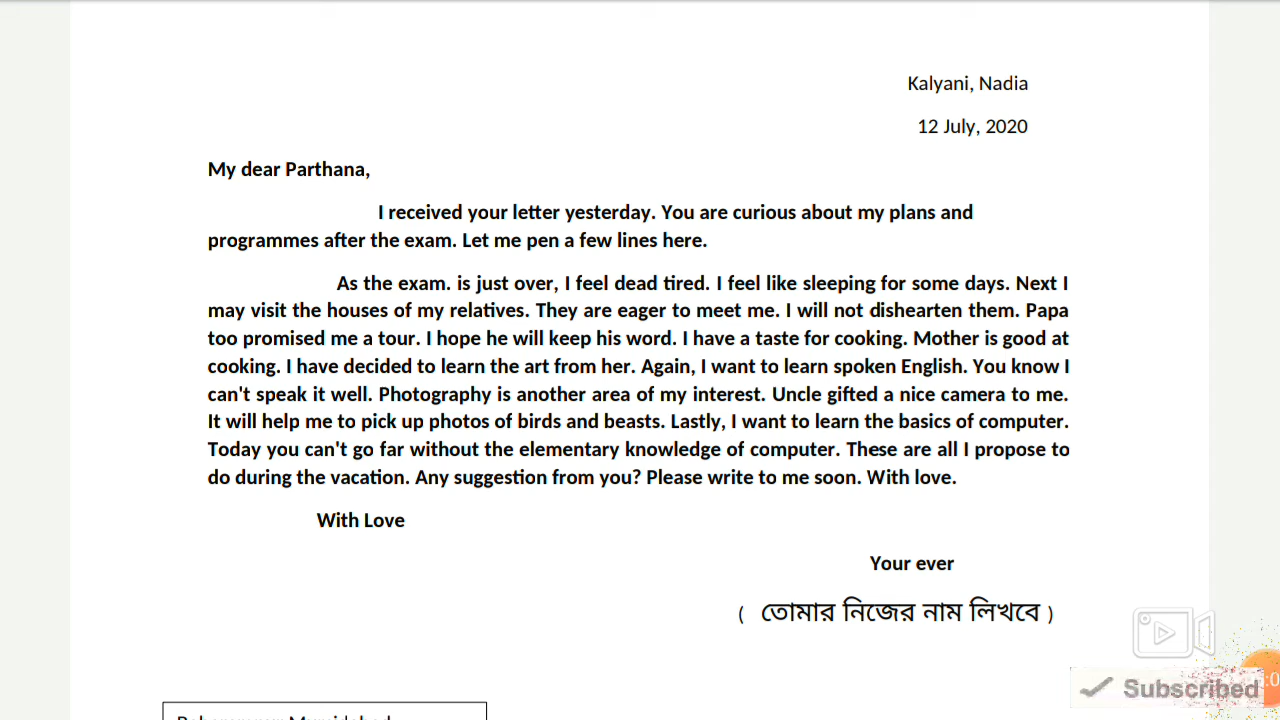 Kalyani, Nadia
12 July, 2020
My dear Parthana,
I received your letter yesterday. You are curious about my plans and
programmes after the exam. Let me pen a few lines here.
As the exam. is just over, I feel dead tired. I feel like sleeping for some days. Next I
may visit the houses of my relatives. They are eager to meet me. I will not dishearten them. Papa
too promised me a tour. I hope he will keep his word. I have a taste for cooking. Mother is good at
cooking. I have decided to learn the art from her. Again, I want to learn spoken English. You know I
can't speak it well. Photography is another area of my interest. Uncle gifted a nice camera to me.
It will help me to pick up photos of birds and beasts. Lastly, I want to learn the basics of computer.
Today you can't go far without the elementary knowledge of computer. These are all I propose to
do during the vacation. Any suggestion from you? Please write to me soon. With love.
With Love
Your ever
( তোমার নিজের নাম লিখবে )
Subscribed